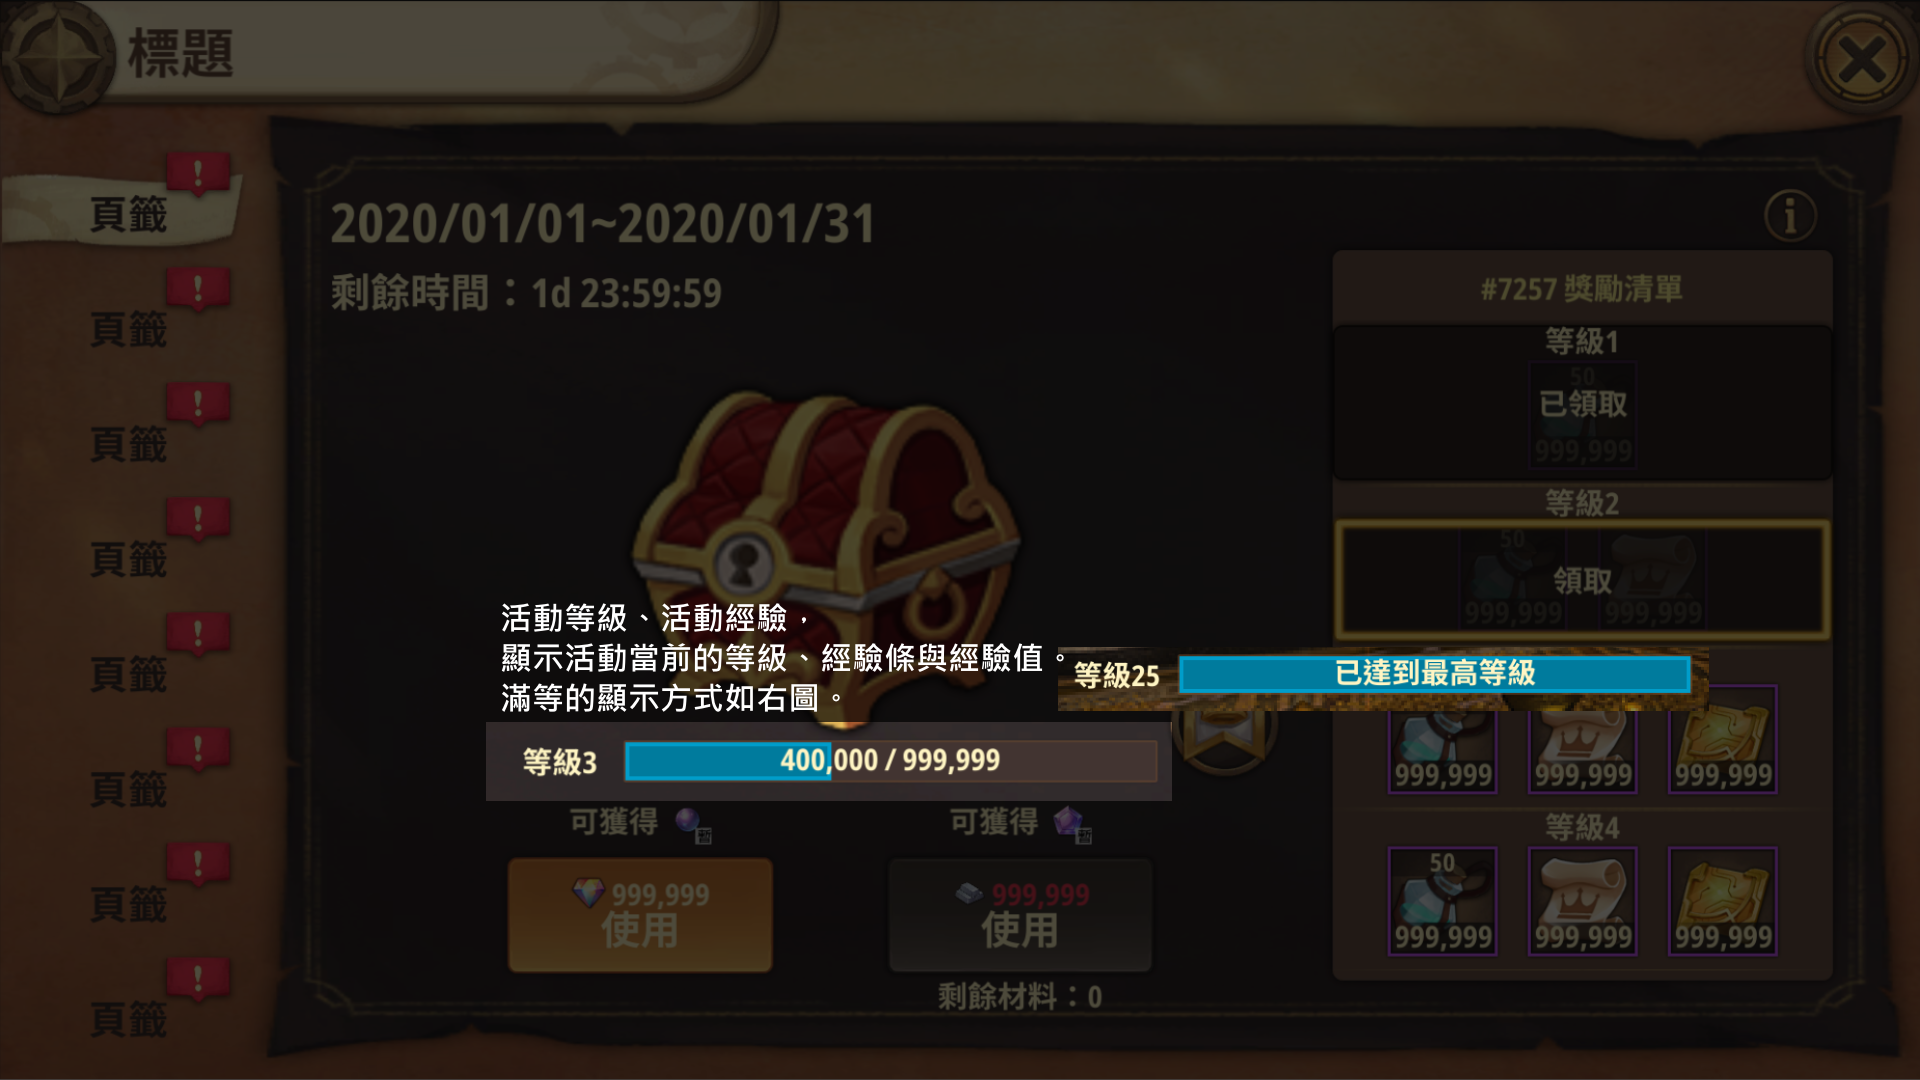 標題
頁籤
頁籤
頁籤
頁籤
頁籤
頁籤
頁籤
頁籤
2020/01/01~2020/01/31
剩餘時間：1d 23:59:59
#7257 獎勵清單
等級1
50
已領取
999,999
等級2
50
領取
999,999
999,999
活動等級、活動經驗，
顯示活動當前的等級、經驗條與經驗值。
滿等的顯示方式如右圖。
等級25
已達到最高等級
等級3
400,000 / 999,999
999,999
999,999
999,999
可獲得
暫
可獲得
暫
等級4
50
999,999
999,999
999,999
999,999
使用
999,999
使用
剩餘材料：0